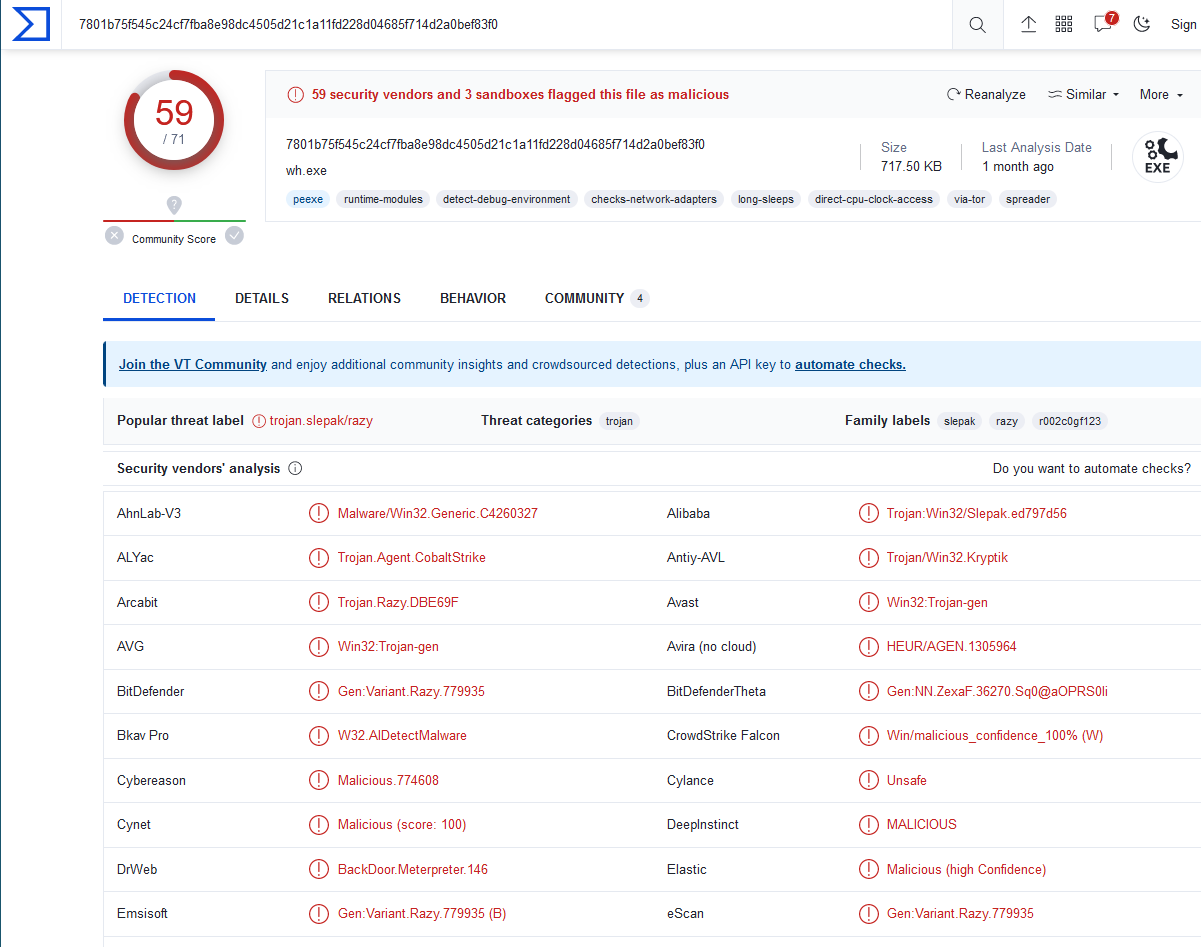 7801b75f545c24cf7fba8e98dc4505d21c1a11fd228d04685f714d2a0bef83f0
7
Sign
59
/ 71
Community Score
59 security vendors and 3 sandboxes flagged this file as malicious
Reanalyze
Similar
More
7801b75f545c24cf7fba8e98dc4505d21c1a11fd228d04685f714d2a0bef83f0
wh.exe
Size
717.50 KB
Last Analysis Date
1 month ago
EXE
peexe runtime-modules detect-debug-environment checks-network-adapters long-sleeps direct-cpu-clock-access via-tor spreader
DETECTION DETAILS RELATIONS BEHAVIOR COMMUNITY 4
Join the VT Community and enjoy additional community insights and crowdsourced detections, plus an API key to automate checks.
Popular threat label trojan.slepak/razy Threat categories trojan Family labels slepak razy r002c0gf123
Security vendors' analysis Do you want to automate checks?
AhnLab-V3 Malware/Win32.Generic.C4260327 Alibaba Trojan:Win32/Slepak.ed797d56
ALYac Trojan.Agent.CobaltStrike Antiy-AVL Trojan/Win32.Kryptik
Arcabit Trojan.Razy.DBE69F Avast Win32:Trojan-gen
AVG Win32:Trojan-gen Avira (no cloud) HEUR/AGEN.1305964
BitDefender Gen:Variant.Razy.779935 BitDefenderTheta Gen:NN.ZexaF.36270.Sq0@aOPRS0li
Bkav Pro W32.AIDetectMalware CrowdStrike Falcon Win/malicious_confidence_100% (W)
Cybereason Malicious.774608 Cylance Unsafe
Cynet Malicious (score: 100) DeepInstinct MALICIOUS
DrWeb BackDoor.Meterpreter.146 Elastic Malicious (high Confidence)
Emsisoft Gen:Variant.Razy.779935 (B) eScan Gen:Variant.Razy.779935